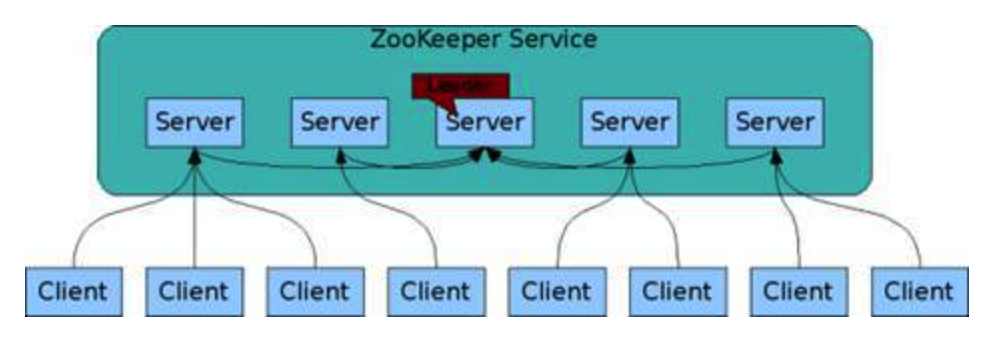 ZooKeeper Service
Leader
Server Server Server Server Server
Client Client Client Client Client Client Client Client